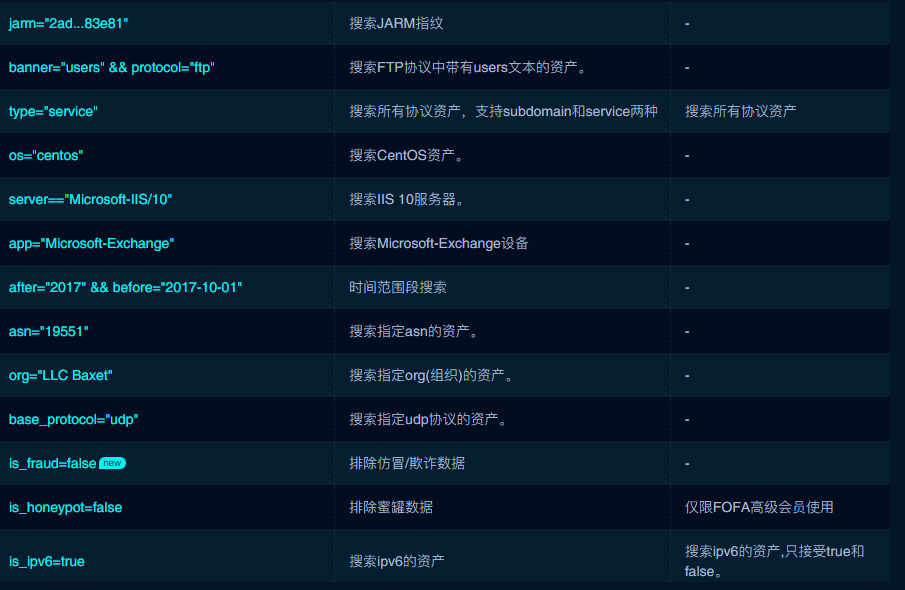 jarm="2ad...83e81" 搜索JARM指纹 -
banner="users" && protocol="ftp" 搜索FTP协议中带有users文本的资产。 -
type="service" 搜索所有协议资产，支持subdomain和service两种 搜索所有协议资产
os="centos" 搜索CentOS资产。 -
server=="Microsoft-IIS/10" 搜索IIS 10服务器。 -
app="Microsoft-Exchange" 搜索Microsoft-Exchange设备 -
after="2017" && before="2017-10-01" 时间范围段搜索 -
asn="19551" 搜索指定asn的资产。 -
org="LLC Baxet" 搜索指定org(组织)的资产。 -
base_protocol="udp" 搜索指定udp协议的资产。 -
is_fraud=false new 排除仿冒/欺诈数据 -
is_honeypot=false 排除蜜罐数据 仅限FOFA高级会员使用
is_ipv6=true 搜索ipv6的资产 搜索ipv6的资产,只接受true和
false。